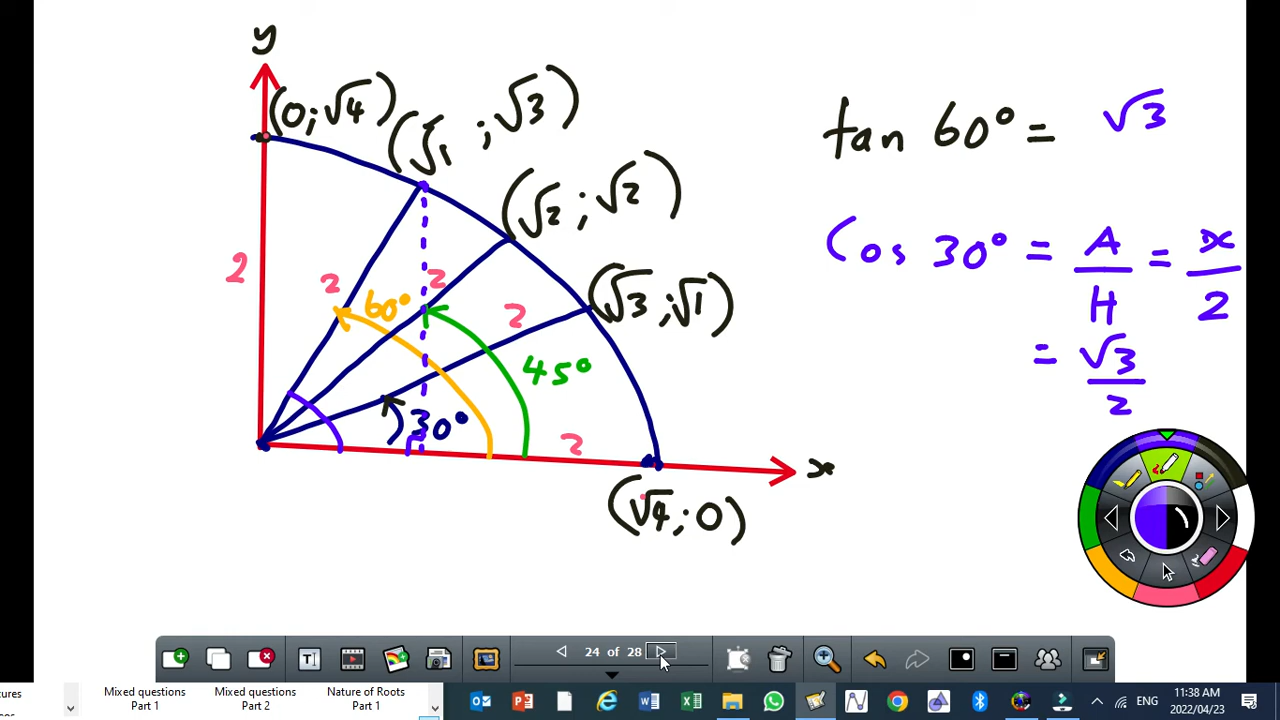 y
(0;√4)
(√1;√3)
(√2;√2)
(√3;√1)
(√4;0)
x
2
2
2
2
2
60°
45°
30°
tan 60° = √3
Cos 30° = A/H = x/2
= √3/2
24 of 28
tures
Mixed questions
Part 1
Mixed questions
Part 2
Nature of Roots
Part 1
ENG
11:38 AM
2022/04/23